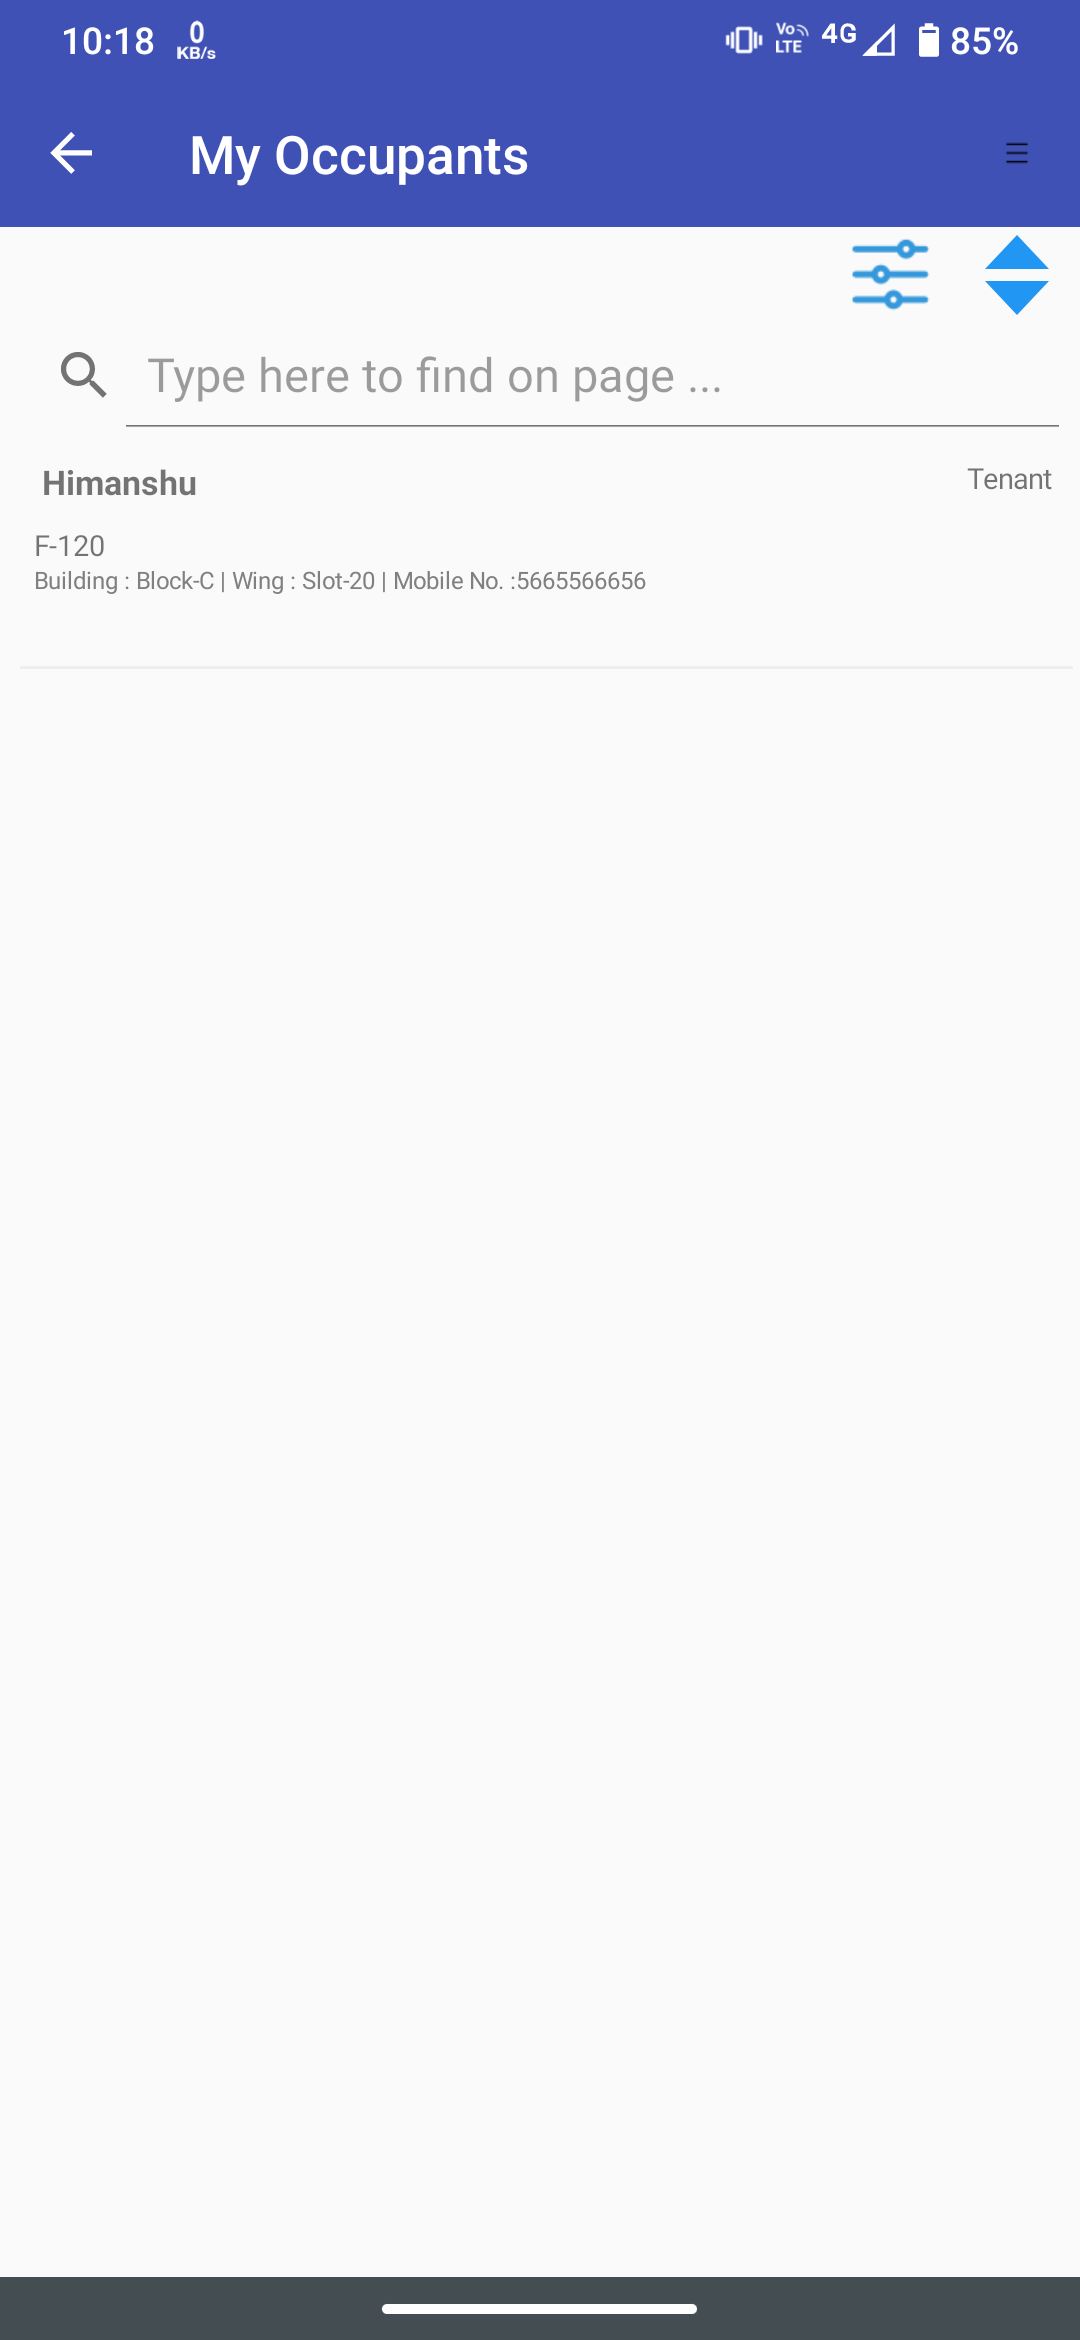 10:18 0 KB/s Vo LTE 4G 85%
My Occupants
Type here to find on page ...
Himanshu Tenant
F-120
Building : Block-C | Wing : Slot-20 | Mobile No. :5665566656